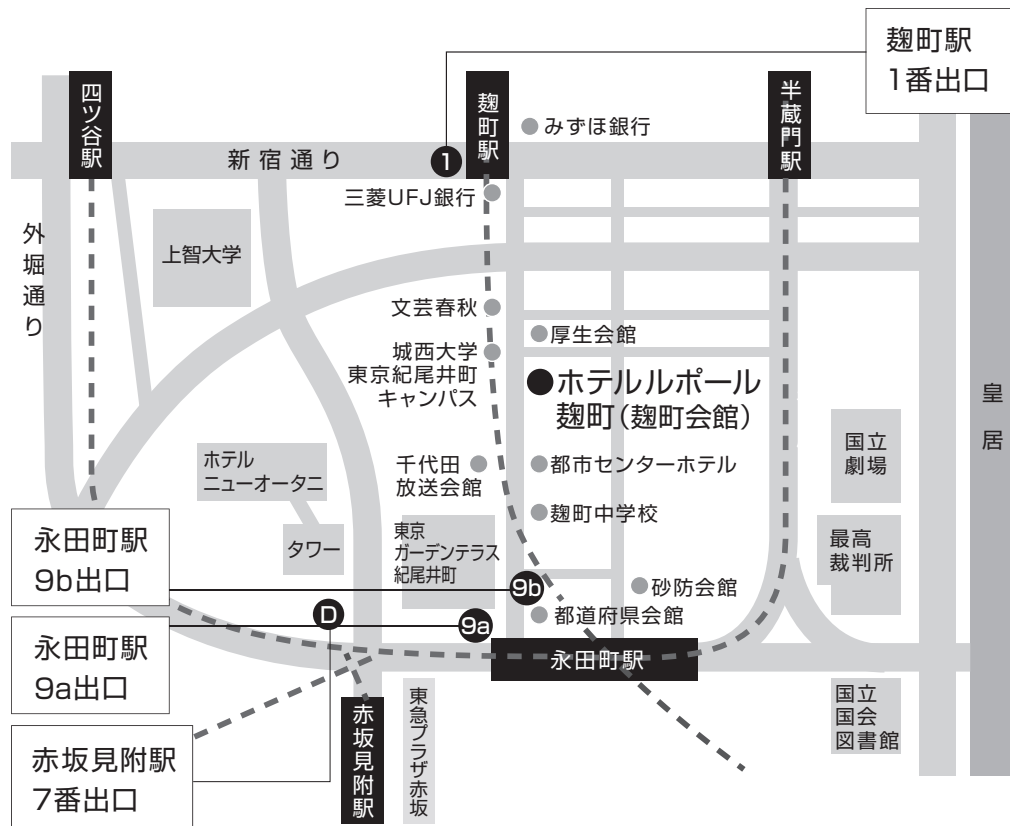 麹町駅
1番出口
四ツ谷駅
麹町駅
半蔵門駅
みずほ銀行
新宿通り
1
三菱UFJ銀行
外堀通り
上智大学
文芸春秋
厚生会館
城西大学
東京紀尾井町
キャンパス
ホテルルポール
麹町(麹町会館)
皇居
国立
劇場
ホテル
ニューオータニ
千代田
放送会館
都市センターホテル
麹町中学校
永田町駅
9b出口
タワー
東京
ガーデンテラス
紀尾井町
最高
裁判所
9b
砂防会館
D
9a
都道府県会館
永田町駅
9a出口
永田町駅
赤坂見附駅
東急プラザ赤坂
国立
国会
図書館
赤坂見附駅
7番出口